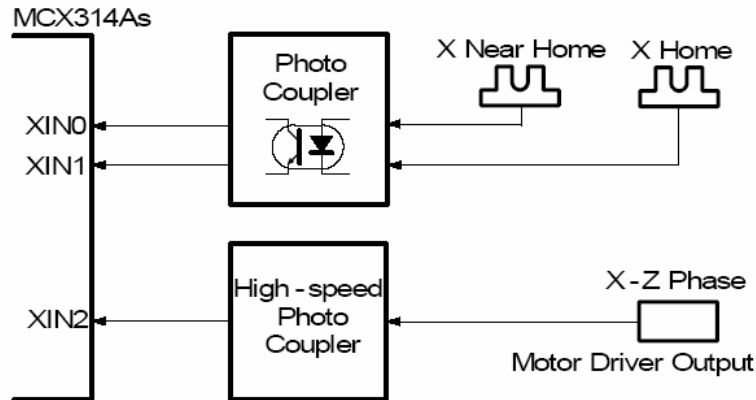 MCX314As
Photo
Coupler
X Near Home
X Home
XIN0
XIN1
High - speed
Photo
Coupler
XIN2
X - Z Phase
Motor Driver Output